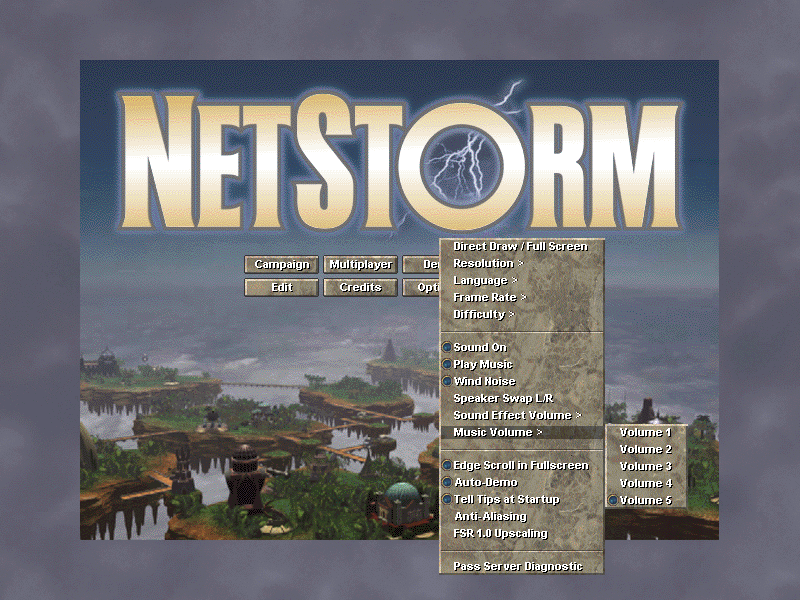 NETSTORM
Campaign
Multiplayer
Edit
Credits
Direct Draw / Full Screen
Resolution >
Language >
Frame Rate >
Difficulty >
Sound On
Play Music
Wind Noise
Speaker Swap L/R
Sound Effect Volume >
Music Volume >
Volume 1
Volume 2
Volume 3
Volume 4
Volume 5
Edge Scroll in Fullscreen
Auto-Demo
Tell Tips at Startup
Anti-Aliasing
FSR 1.0 Upscaling
Pass Server Diagnostic